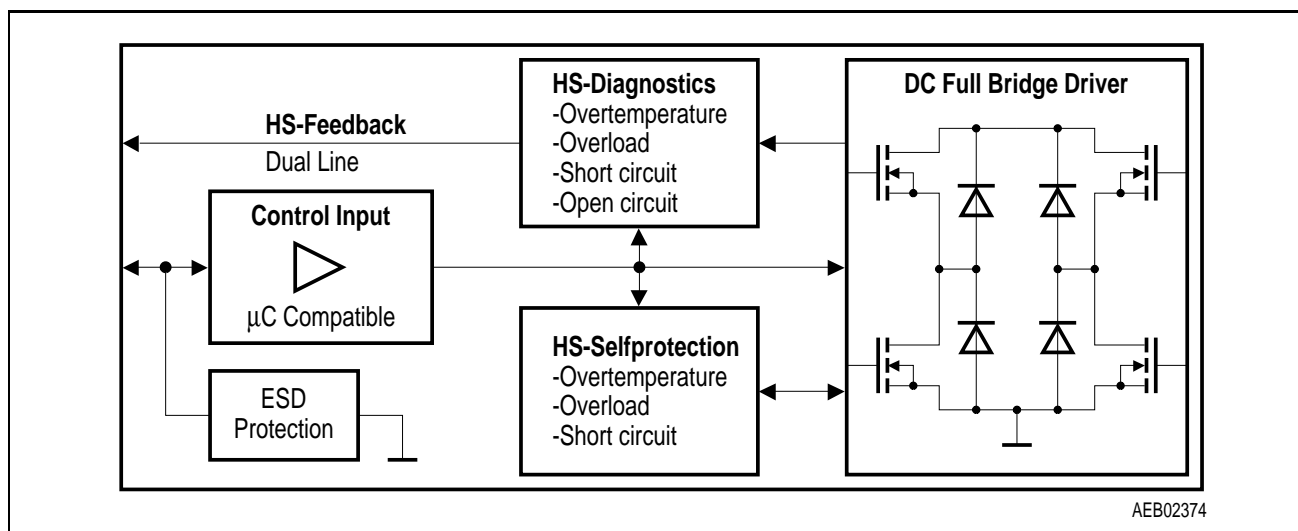 HS-Feedback
Dual Line
Control Input
μC Compatible
ESD
Protection
HS-Diagnostics
-Overtemperature
-Overload
-Short circuit
-Open circuit
HS-Selfprotection
-Overtemperature
-Overload
-Short circuit
DC Full Bridge Driver
AEB02374